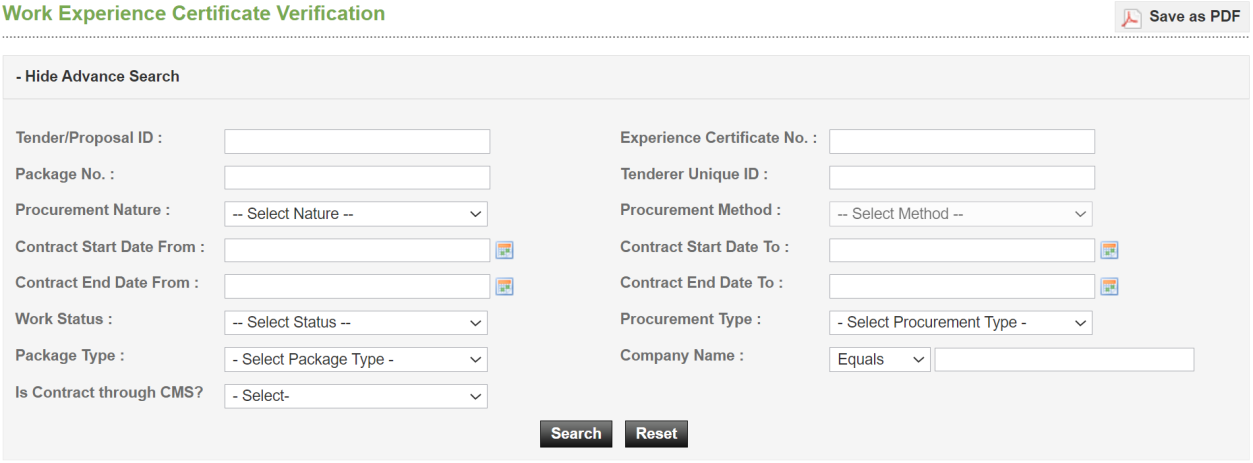 Work Experience Certificate Verification
Save as PDF
- Hide Advance Search
Tender/Proposal ID :
Experience Certificate No. :
Package No. :
Tenderer Unique ID :
Procurement Nature : -- Select Nature --
Procurement Method : -- Select Method --
Contract Start Date From :
Contract Start Date To :
Contract End Date From :
Contract End Date To :
Work Status : -- Select Status --
Procurement Type : - Select Procurement Type -
Package Type : - Select Package Type -
Company Name : Equals
Is Contract through CMS? - Select-
Search Reset